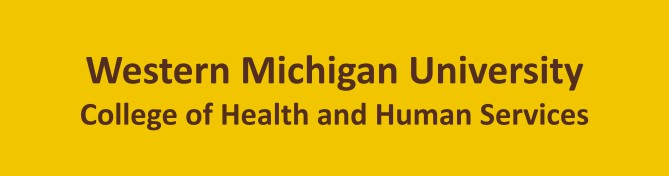 Western Michigan University
College of Health and Human Services